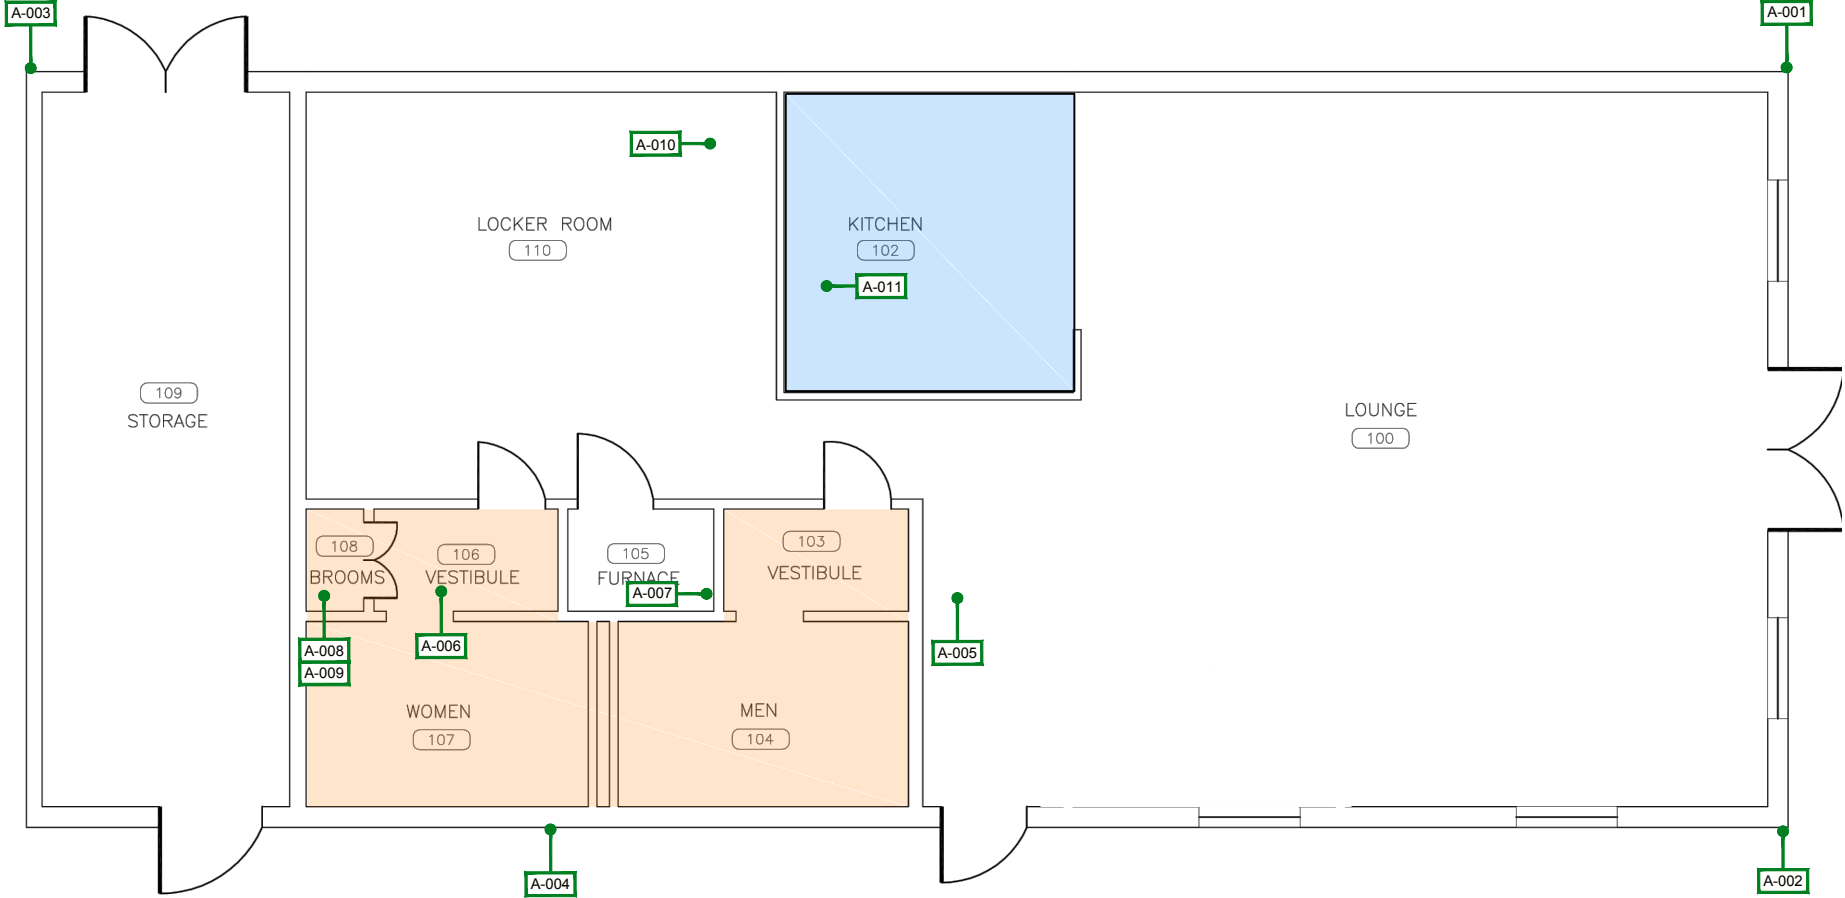 A-003
A-001
A-010
LOCKER ROOM
110
KITCHEN
102
A-011
109
STORAGE
LOUNGE
100
108
BROOMS
106
VESTIBULE
105
FURNACE
A-007
103
VESTIBULE
A-008
A-009
A-006
A-005
WOMEN
107
MEN
104
A-004
A-002